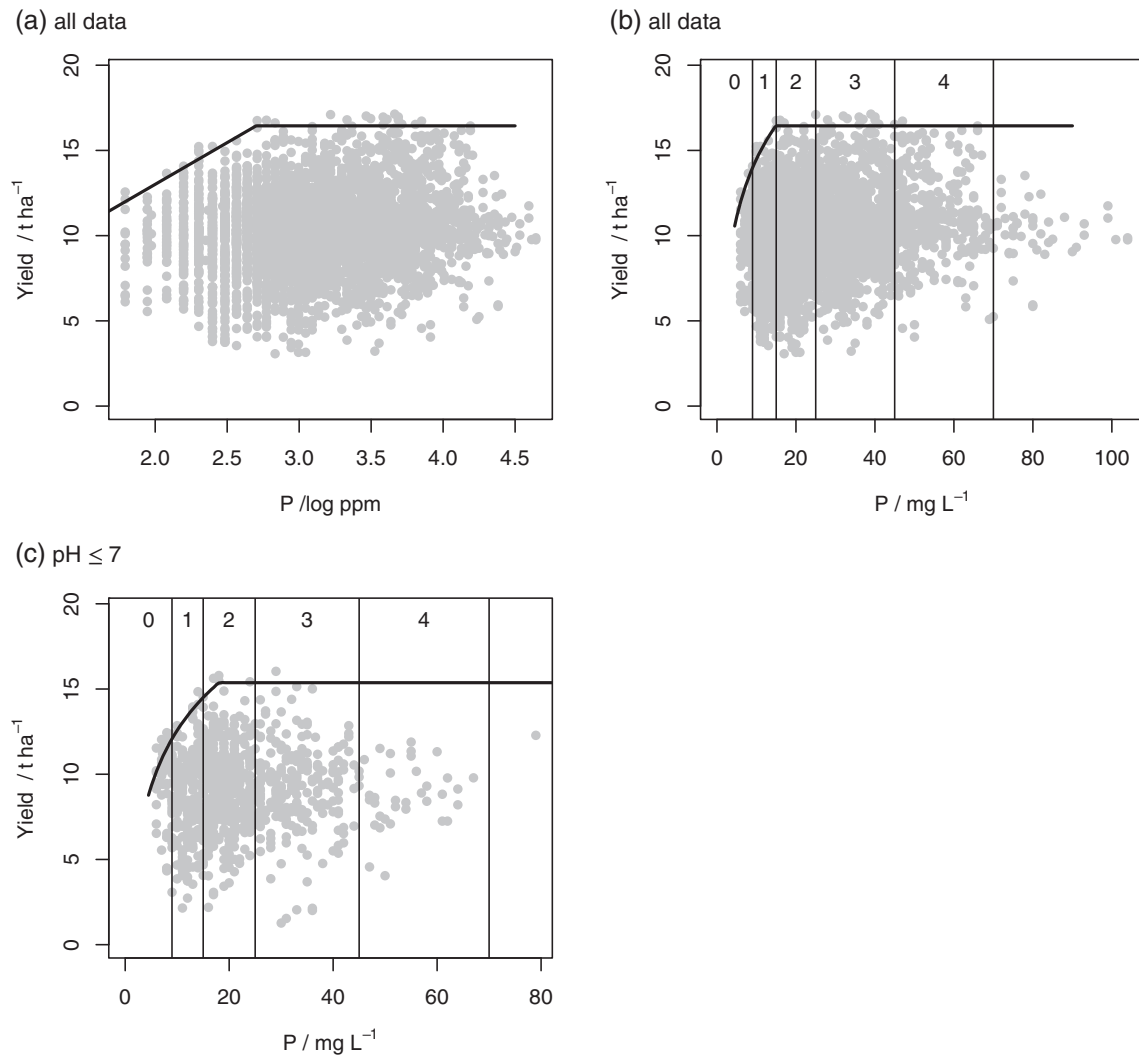 (a) all data
20
15
10
5
0
Yield / t ha⁻¹
2.0 2.5 3.0 3.5 4.0 4.5
P /log ppm
(b) all data
0 1 2 3 4
20
15
10
5
0
Yield / t ha⁻¹
0 20 40 60 80 100
P / mg L⁻¹
(c) pH ≤ 7
0 1 2 3 4
20
15
10
5
0
Yield / t ha⁻¹
0 20 40 60 80
P / mg L⁻¹